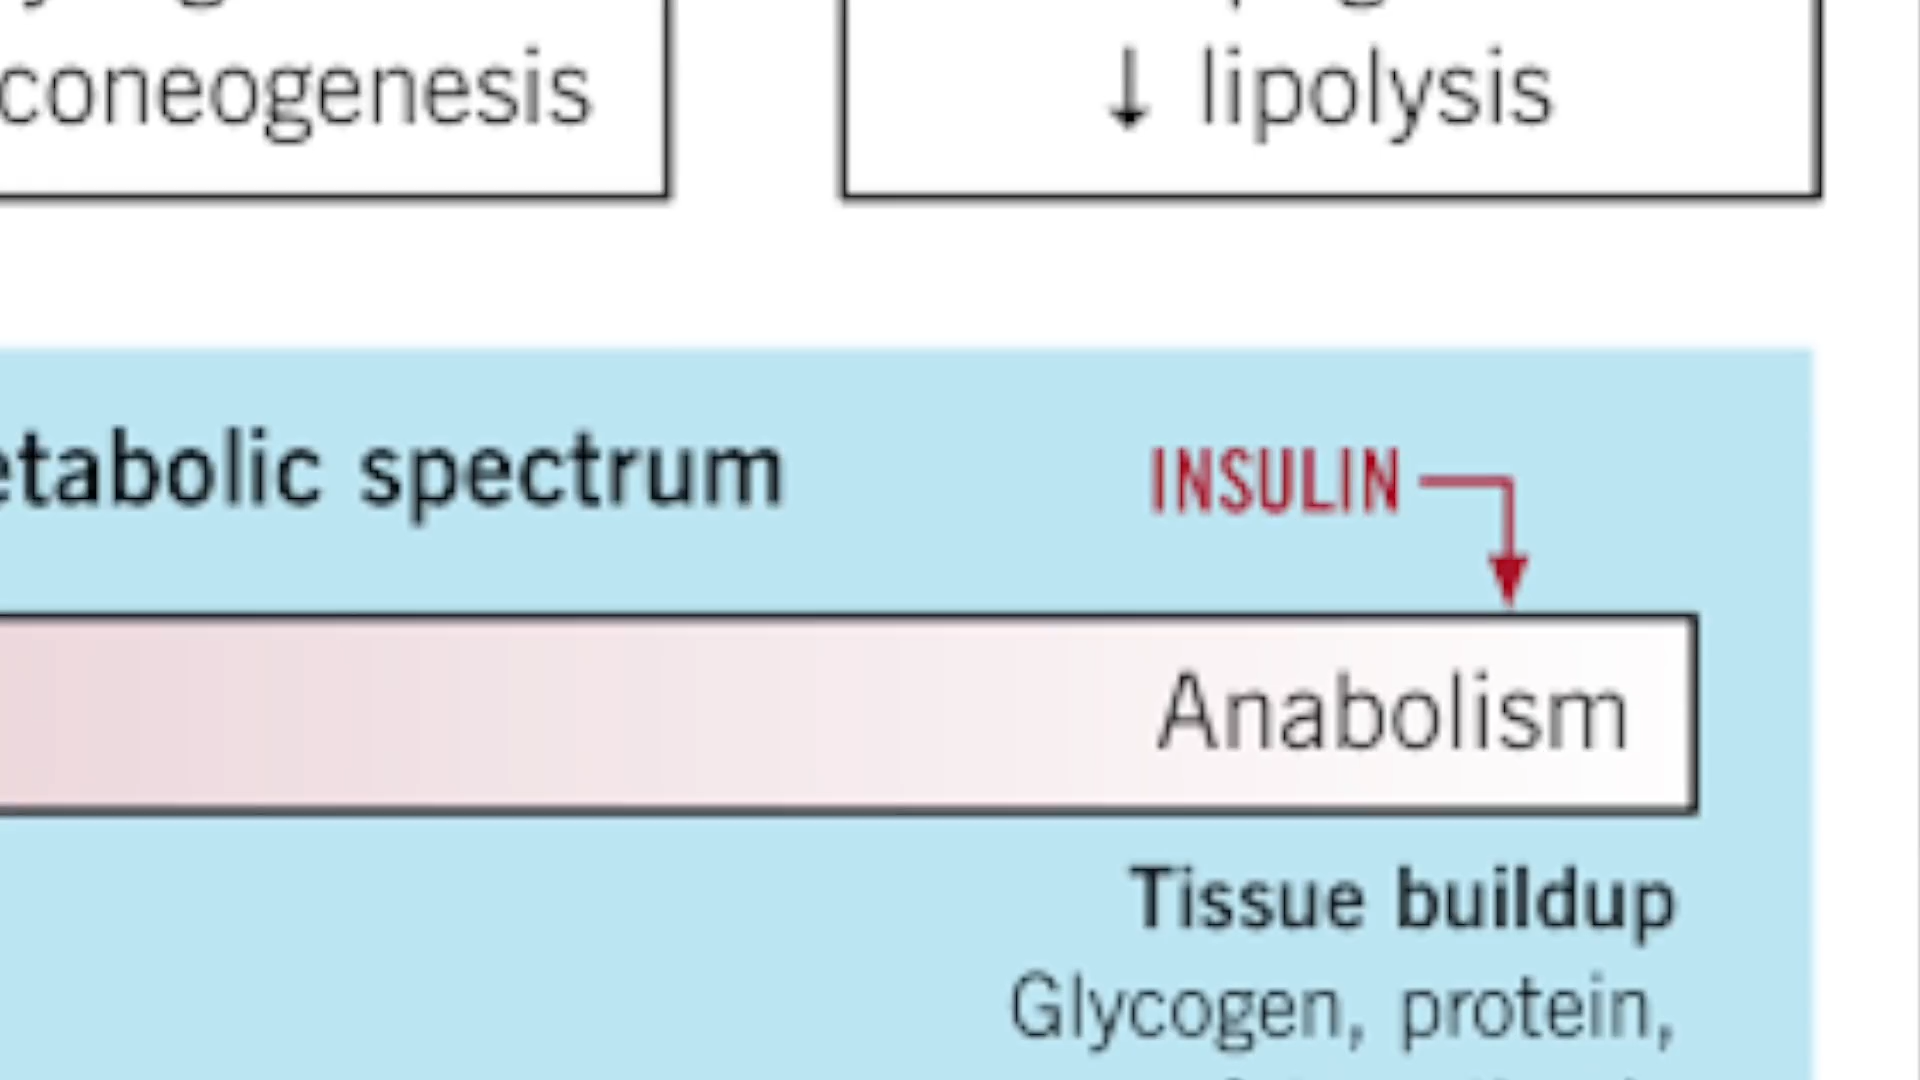 coneogenesis
↓ lipolysis
etabolic spectrum
INSULIN
Anabolism
Tissue buildup
Glycogen, protein,